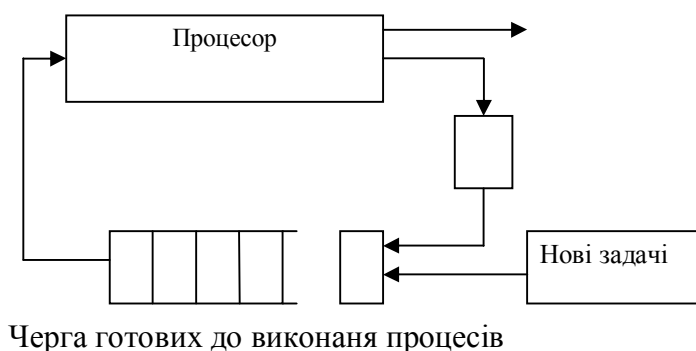 Процесор
Нові задачі
Черга готових до виконаня процесів